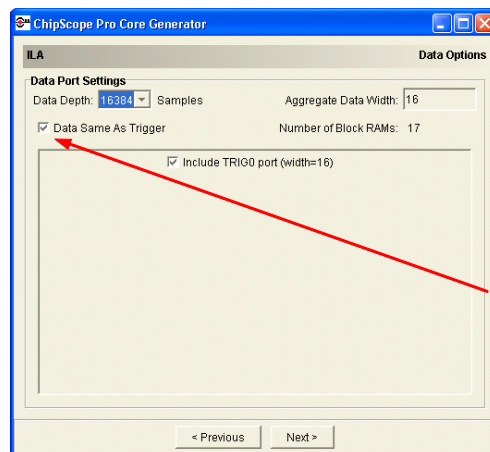 ChipScope Pro Core Generator
ILA Data Options
Data Port Settings
Data Depth: 16384 Samples Aggregate Data Width: 16
Data Same As Trigger Number of Block RAMs: 17
Include TRIG0 port (width=16)
< Previous Next >